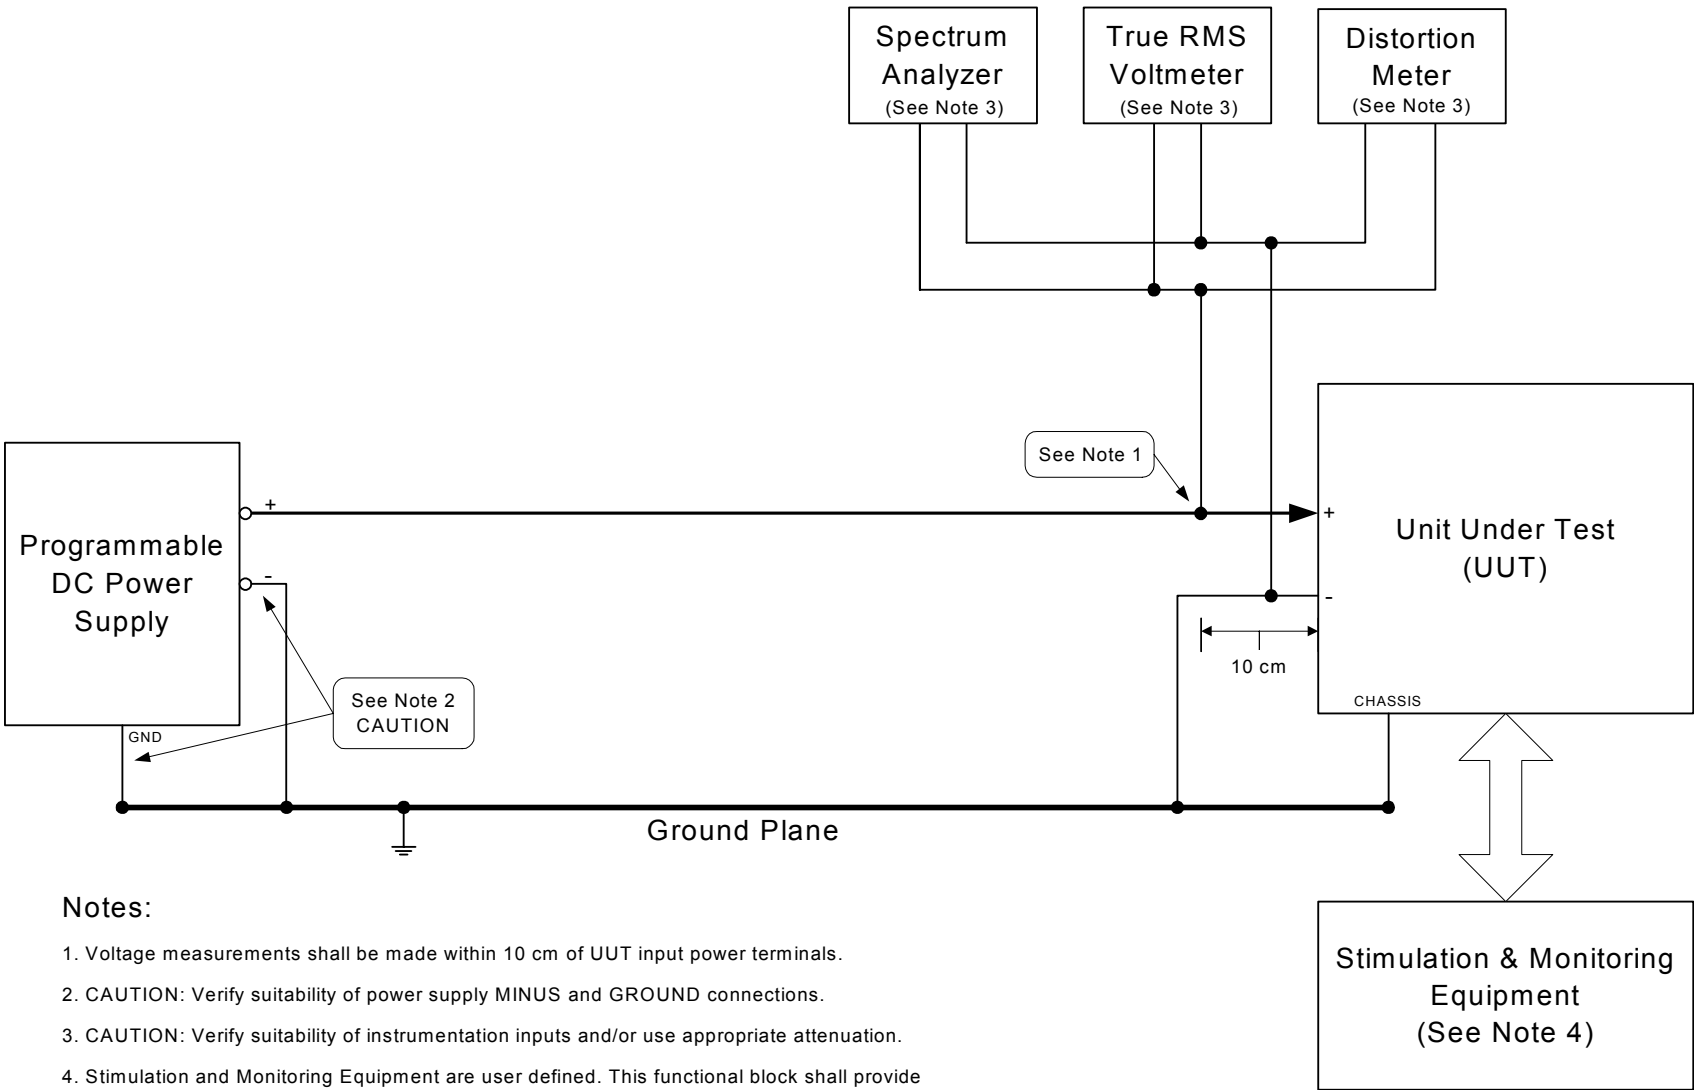 Spectrum
Analyzer
(See Note 3)
True RMS
Voltmeter
(See Note 3)
Distortion
Meter
(See Note 3)
See Note 1
Programmable
DC Power
Supply
+
-
GND
See Note 2
CAUTION
+
-
Unit Under Test
(UUT)
10 cm
CHASSIS
Ground Plane
Stimulation & Monitoring
Equipment
(See Note 4)
Notes:
1. Voltage measurements shall be made within 10 cm of UUT input power terminals.
2. CAUTION: Verify suitability of power supply MINUS and GROUND connections.
3. CAUTION: Verify suitability of instrumentation inputs and/or use appropriate attenuation.
4. Stimulation and Monitoring Equipment are user defined. This functional block shall provide